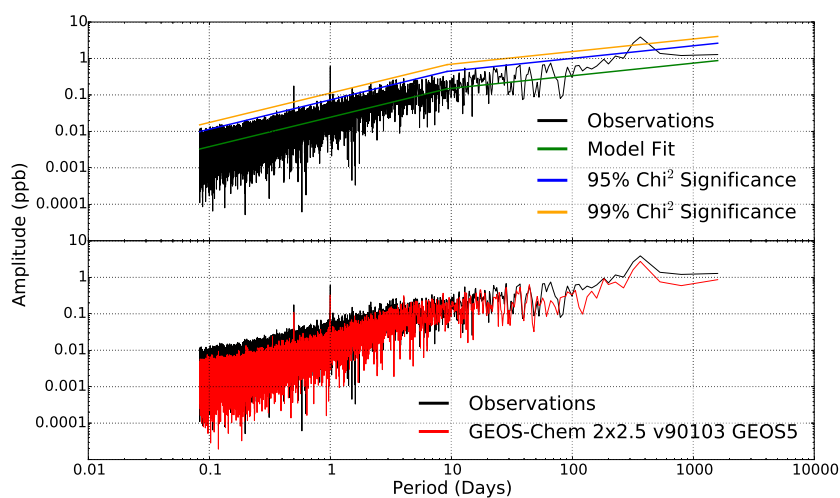 10
1
0.1
0.01
0.001
0.0001
Observations
Model Fit
95% Chi² Significance
99% Chi² Significance
Amplitude (ppb)
10
1
0.1
0.01
0.001
0.0001
Observations
GEOS-Chem 2x2.5 v90103 GEOS5
0.01 0.1 1 10 100 1000 10000
Period (Days)